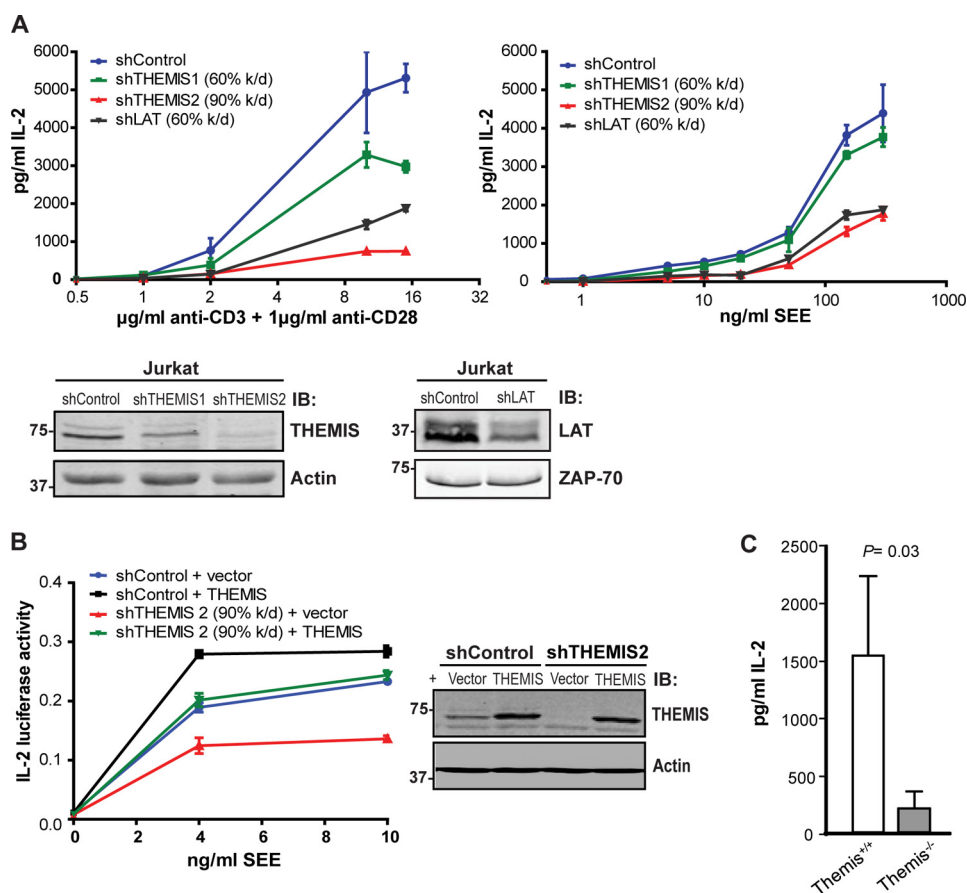 A
6000
5000
4000
3000
2000
1000
0
pg/ml IL-2
shControl
shTHEMIS1 (60% k/d)
shTHEMIS2 (90% k/d)
shLAT (60% k/d)
0.5 1 2 4 8 16 32
µg/ml anti-CD3 + 1µg/ml anti-CD28
6000
5000
4000
3000
2000
1000
0
pg/ml IL-2
shControl
shTHEMIS1 (60% k/d)
shTHEMIS2 (90% k/d)
shLAT (60% k/d)
1 10 100 1000
ng/ml SEE
Jurkat
shControl shTHEMIS1 shTHEMIS2 IB:
75 THEMIS
37 Actin
Jurkat
shControl shLAT IB:
37 LAT
75 ZAP-70
B
0.4
0.3
0.2
0.1
0.0
IL-2 luciferase activity
shControl + vector
shControl + THEMIS
shTHEMIS 2 (90% k/d) + vector
shTHEMIS 2 (90% k/d) + THEMIS
0 2 4 6 8 10
ng/ml SEE
shControl shTHEMIS2
+ Vector THEMIS Vector THEMIS IB:
75 THEMIS
37 Actin
C
P= 0.03
2500
2000
1500
1000
500
0
pg/ml IL-2
Themis+/+ Themis-/-